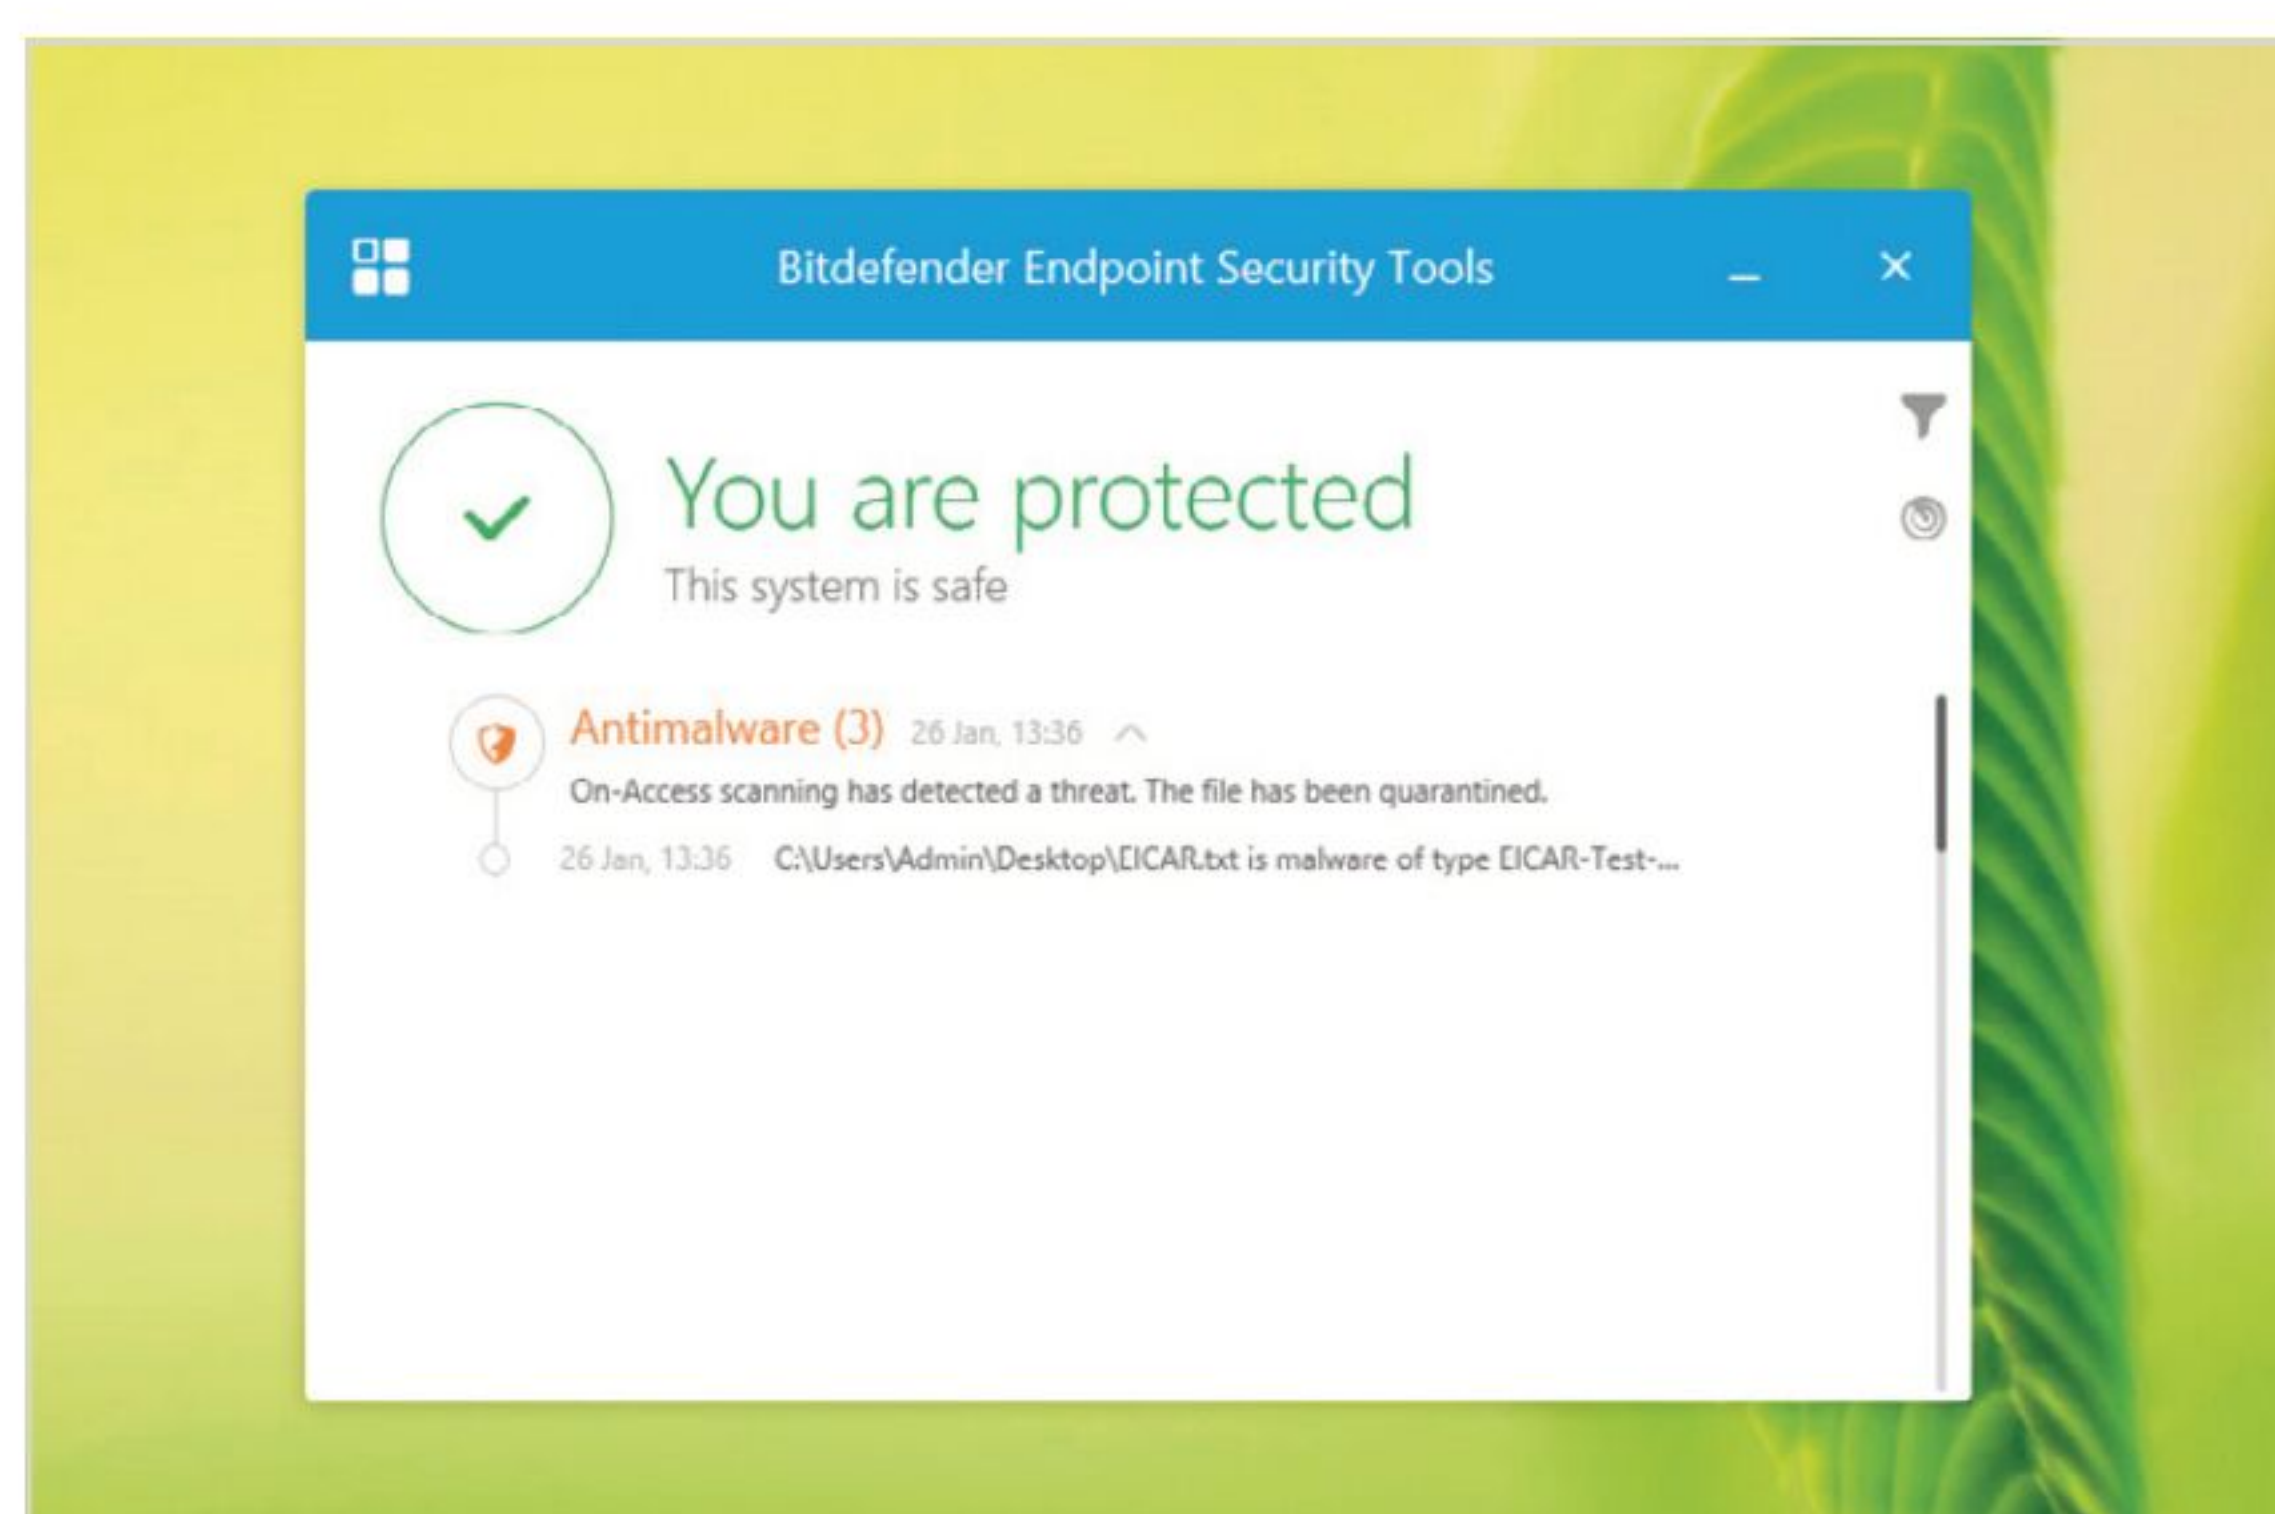 Bitdefender Endpoint Security Tools
You are protected
This system is safe
Antimalware (3) 26 Jan, 13:36
On-Access scanning has detected a threat. The file has been quarantined.
26 Jan, 13:36 C:\Users\Admin\Desktop\EICAR.txt is malware of type EICAR-Test-...